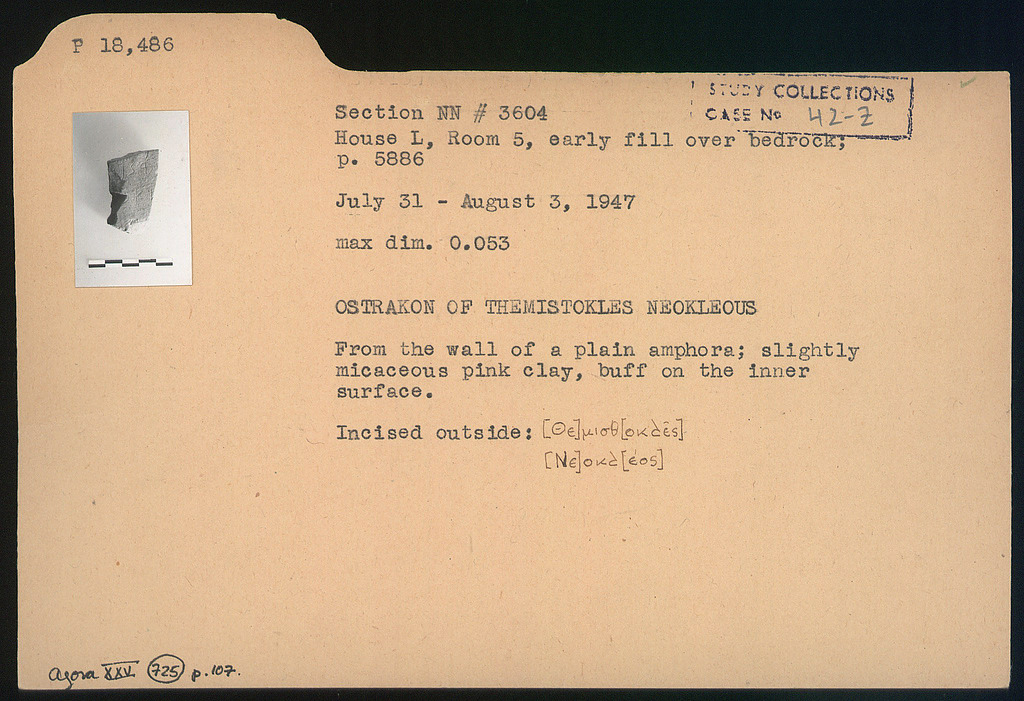 P 18,486
STUDY COLLECTIONS
CASE No 42-Z
Section NN # 3604
House L, Room 5, early fill over bedrock;
p. 5886
July 31 - August 3, 1947
max dim. 0.053
OSTRAKON OF THEMISTOKLES NEOKLEOUS
From the wall of a plain amphora; slightly
micaceous pink clay, buff on the inner
surface.
Incised outside: [Θε]μισθ[οκλε̃ς]
[Νε]οκλ[έος]
Agora XXV 725 p. 107.